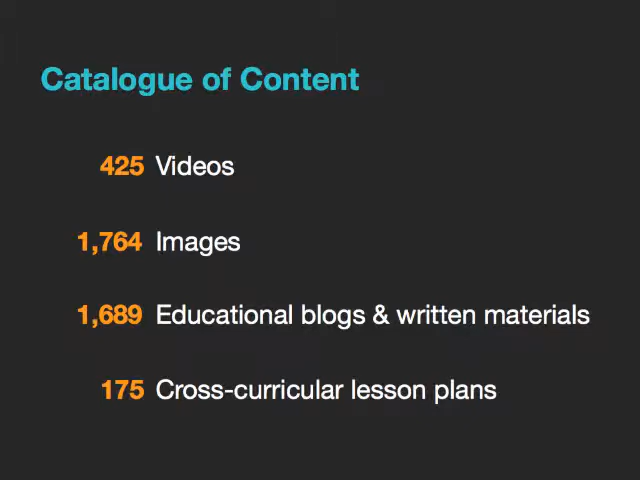 Catalogue of Content
425 Videos
1,764 Images
1,689 Educational blogs & written materials
175 Cross-curricular lesson plans